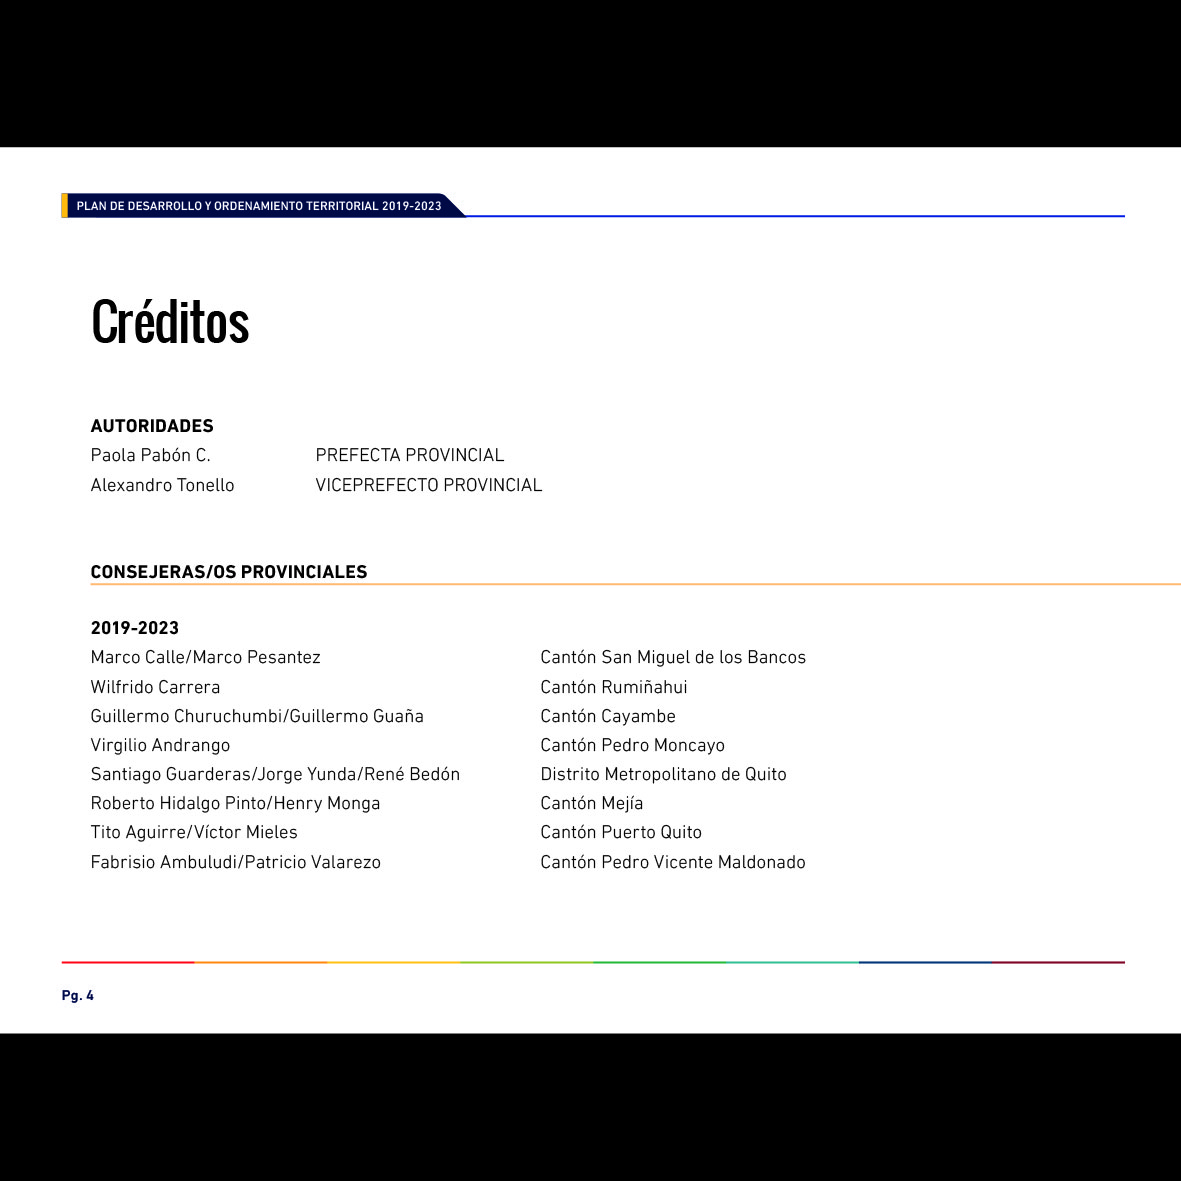 PLAN DE DESARROLLO Y ORDENAMIENTO TERRITORIAL 2019-2023
Créditos
AUTORIDADES
Paola Pabón C. PREFECTA PROVINCIAL
Alexandro Tonello VICEPREFECTO PROVINCIAL
CONSEJERAS/OS PROVINCIALES
2019-2023
Marco Calle/Marco Pesantez Cantón San Miguel de los Bancos
Wilfrido Carrera Cantón Rumiñahui
Guillermo Churuchumbi/Guillermo Guaña Cantón Cayambe
Virgilio Andrango Cantón Pedro Moncayo
Santiago Guarderas/Jorge Yunda/René Bedón Distrito Metropolitano de Quito
Roberto Hidalgo Pinto/Henry Monga Cantón Mejía
Tito Aguirre/Víctor Mieles Cantón Puerto Quito
Fabrisio Ambuludi/Patricio Valarezo Cantón Pedro Vicente Maldonado
Pg. 4